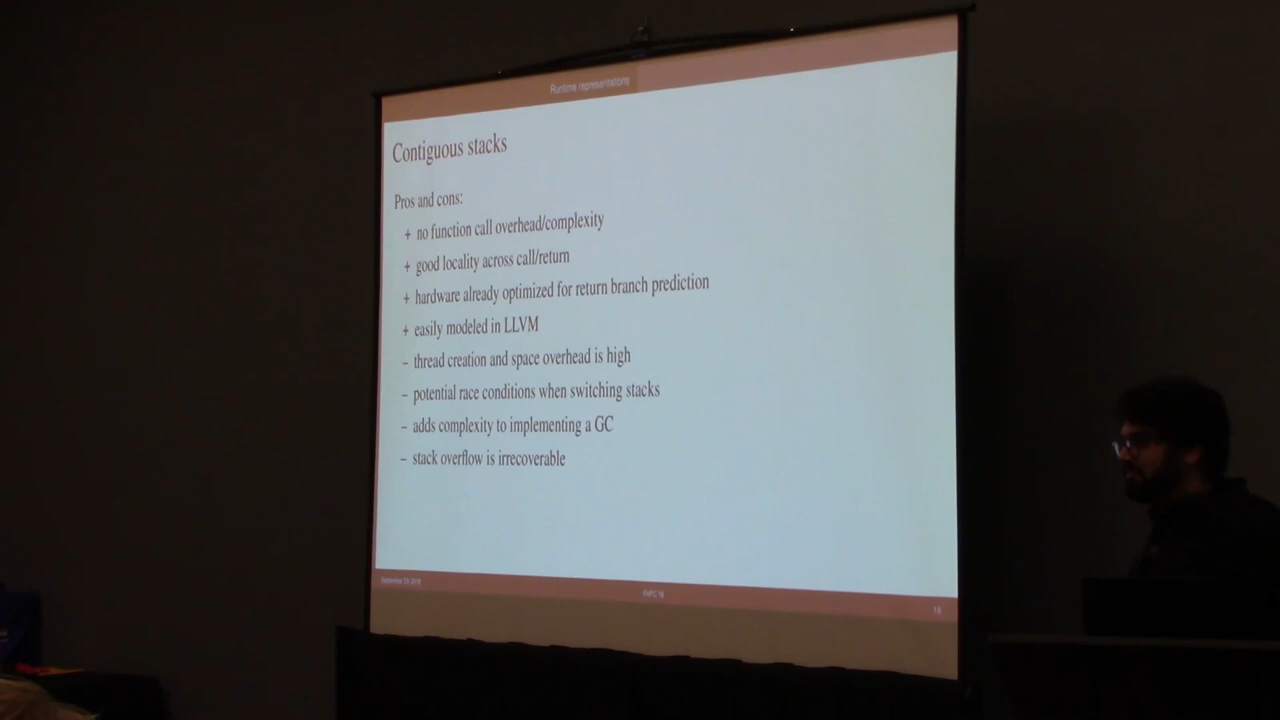 Runtime representations
Contiguous stacks
Pros and cons:
+ no function call overhead/complexity
+ good locality across call/return
+ hardware already optimized for return branch prediction
+ easily modeled in LLVM
– thread creation and space overhead is high
– potential race conditions when switching stacks
– adds complexity to implementing a GC
– stack overflow is irrecoverable
September